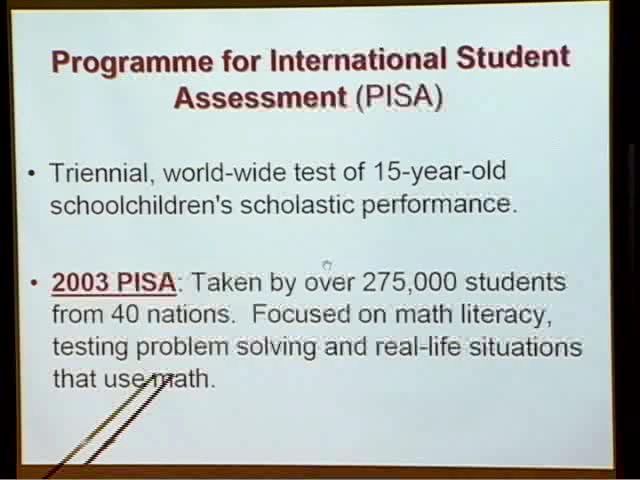 Programme for International Student
Assessment (PISA)
• Triennial, world-wide test of 15-year-old
schoolchildren's scholastic performance.
• 2003 PISA: Taken by over 275,000 students
from 40 nations. Focused on math literacy,
testing problem solving and real-life situations
that use math.